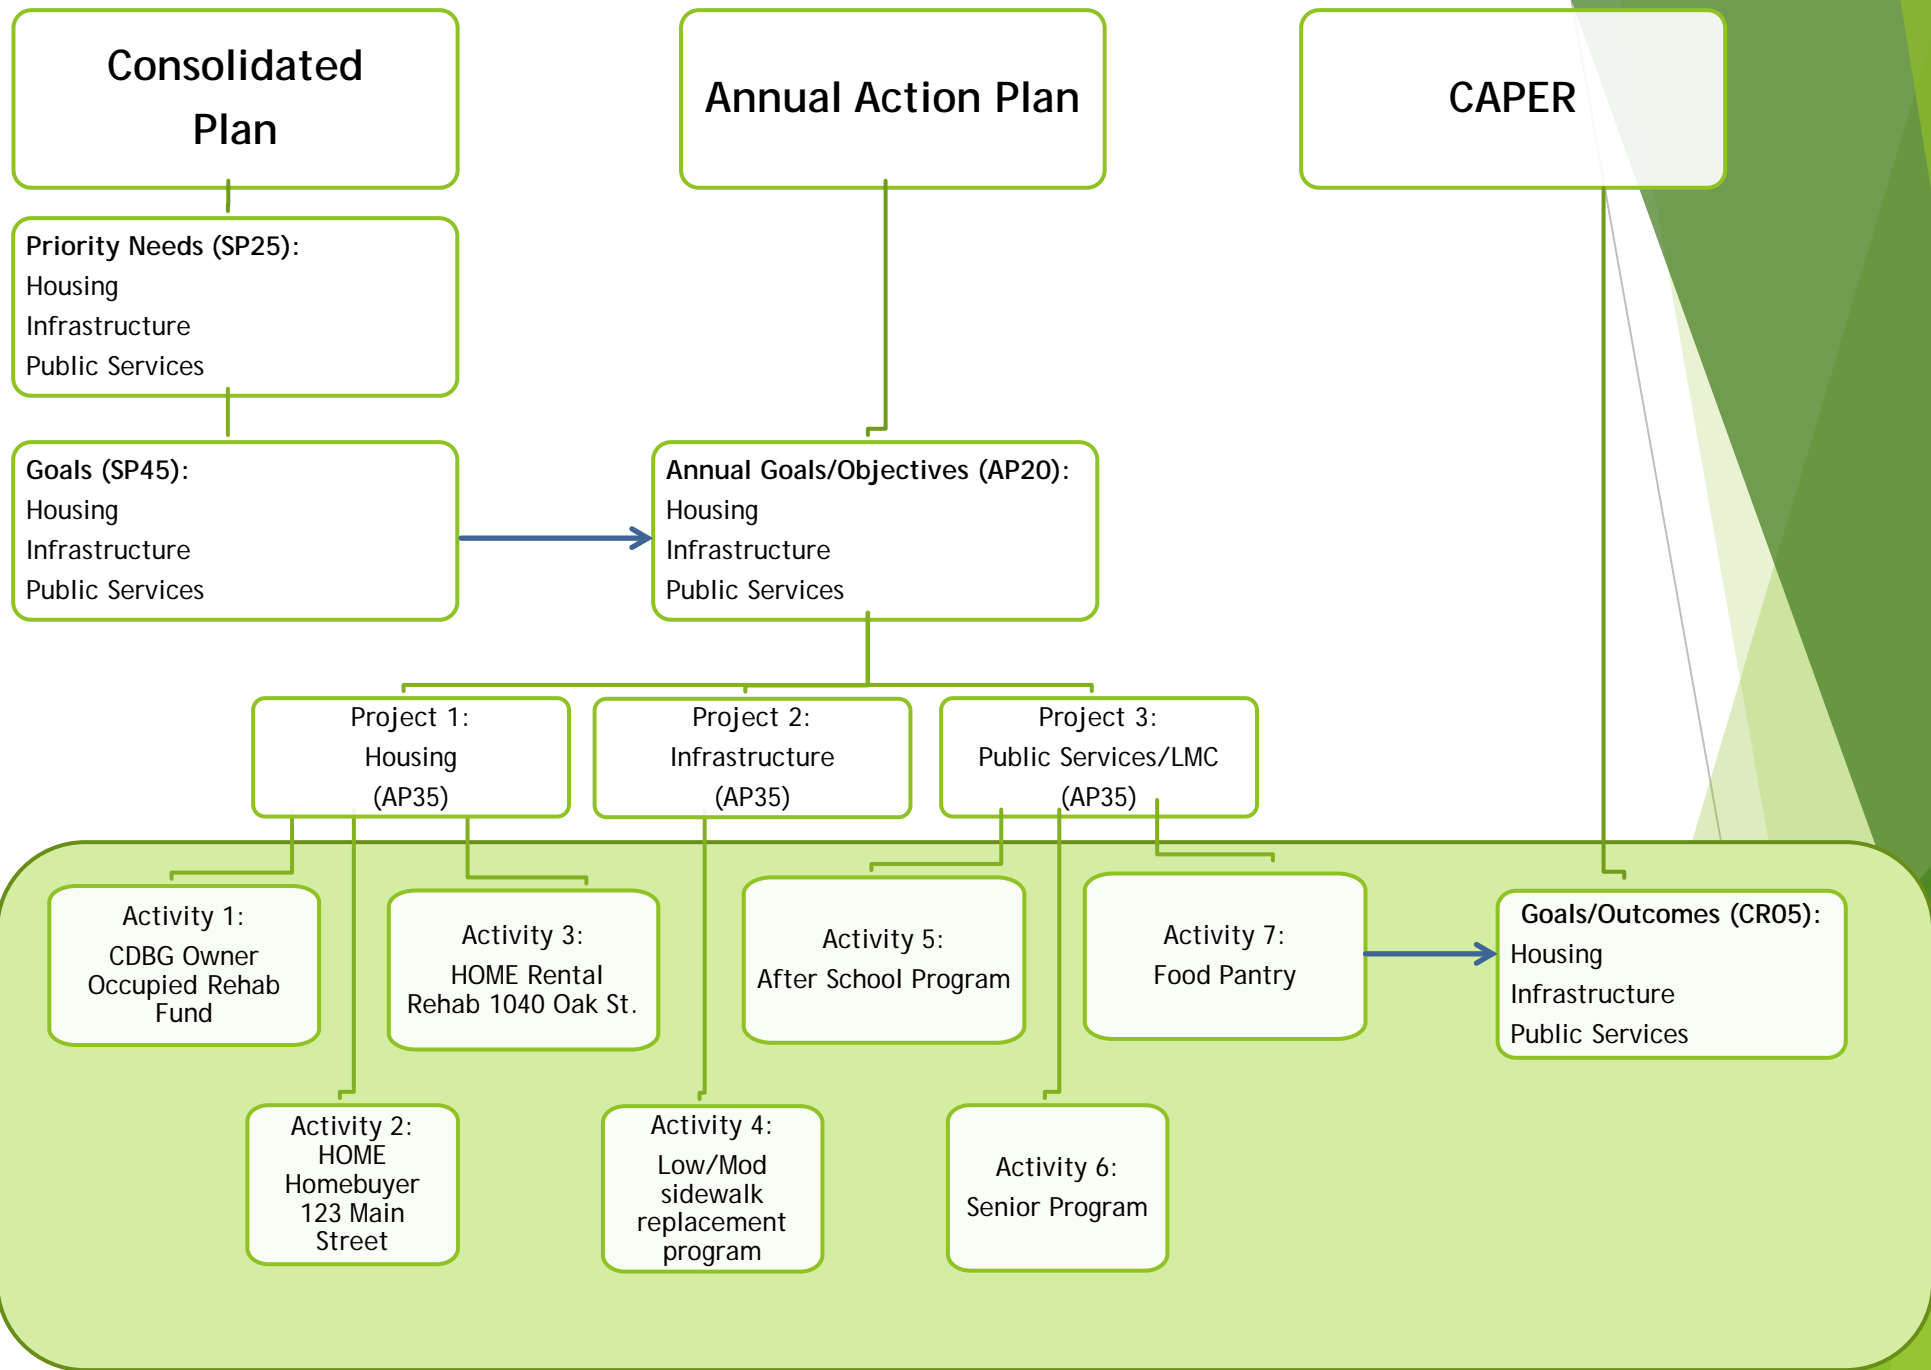 Consolidated
Plan
Annual Action Plan
CAPER
Priority Needs (SP25):
Housing
Infrastructure
Public Services
Goals (SP45):
Housing
Infrastructure
Public Services
Annual Goals/Objectives (AP20):
Housing
Infrastructure
Public Services
Project 1:
Housing
(AP35)
Project 2:
Infrastructure
(AP35)
Project 3:
Public Services/LMC
(AP35)
Activity 1:
CDBG Owner
Occupied Rehab
Fund
Activity 3:
HOME Rental
Rehab 1040 Oak St.
Activity 5:
After School Program
Activity 7:
Food Pantry
Goals/Outcomes (CR05):
Housing
Infrastructure
Public Services
Activity 2:
HOME
Homebuyer
123 Main
Street
Activity 4:
Low/Mod
sidewalk
replacement
program
Activity 6:
Senior Program